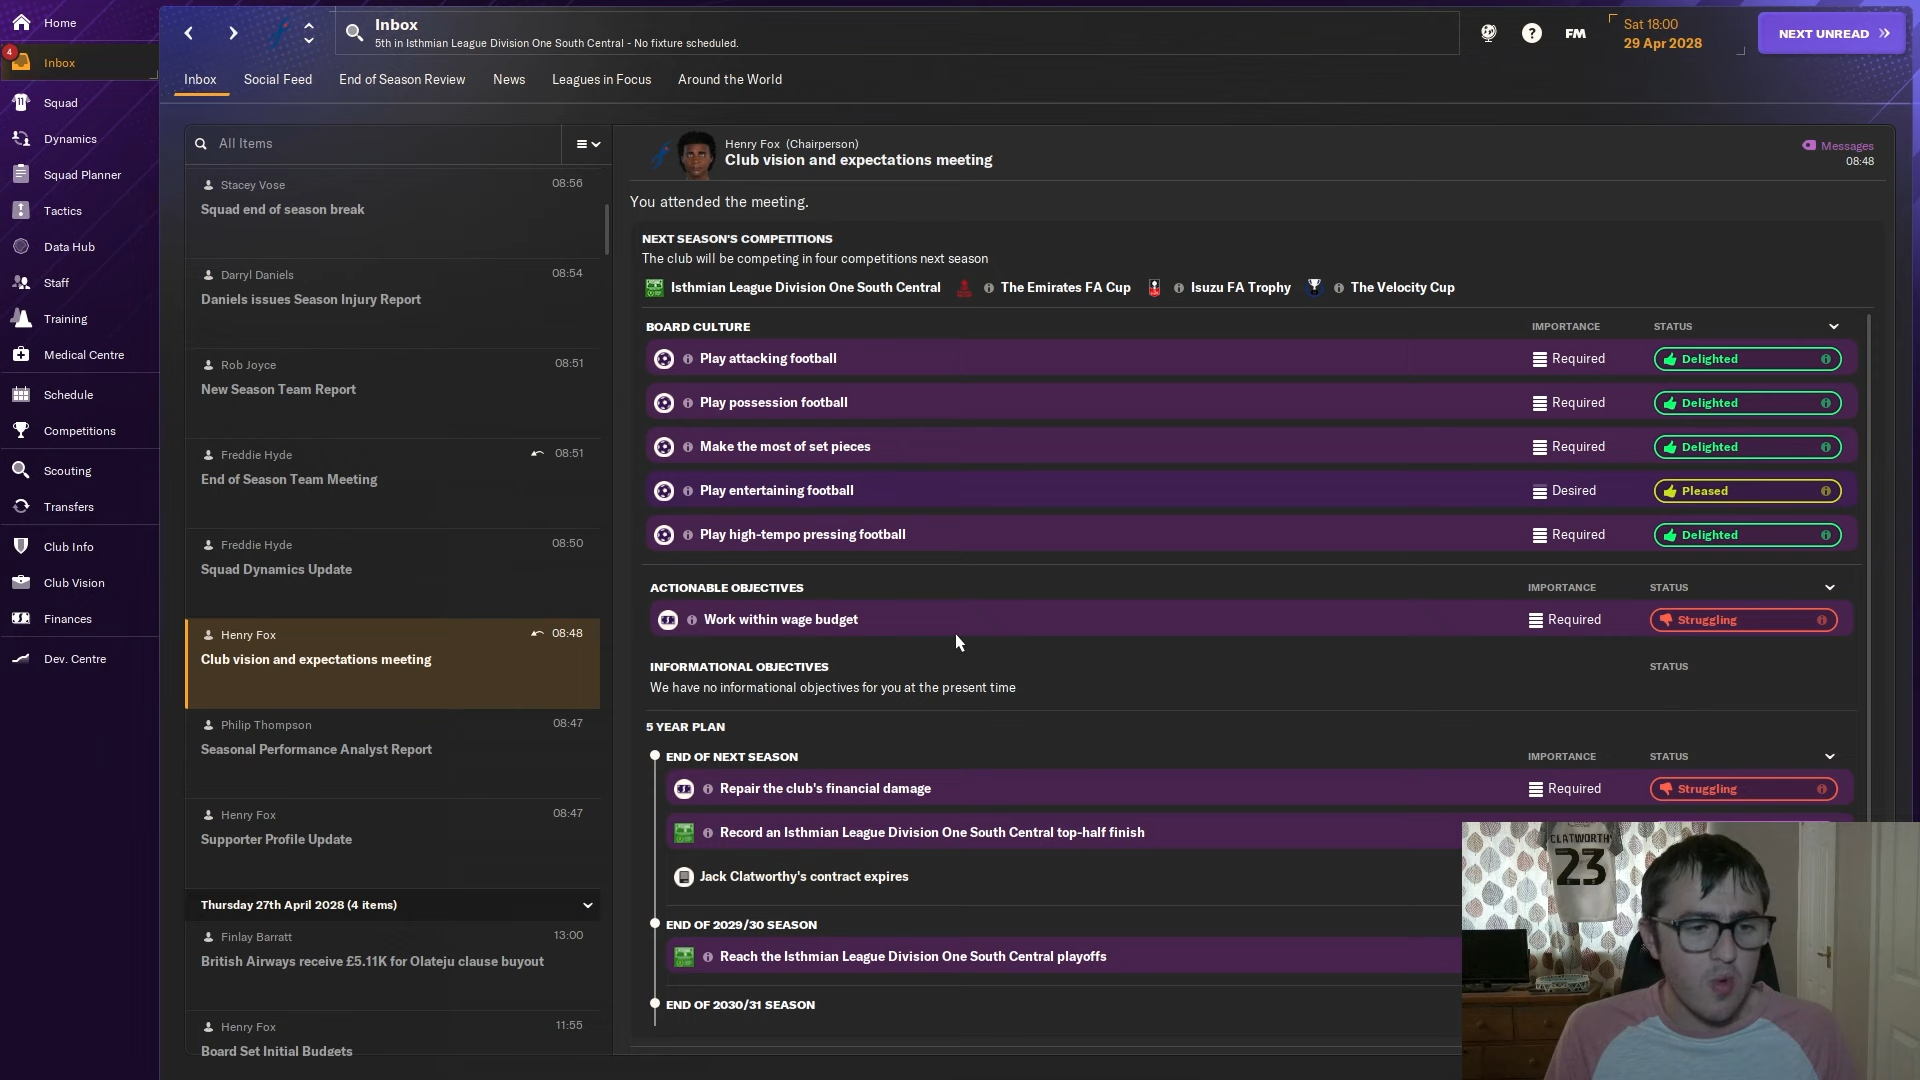 Home
4
Inbox
Squad
Dynamics
Squad Planner
Tactics
Data Hub
Staff
Training
Medical Centre
Schedule
Competitions
Scouting
Transfers
Club Info
Club Vision
Finances
Dev. Centre
Inbox
5th in Isthmian League Division One South Central - No fixture scheduled.
FM
Sat 18:00
29 Apr 2028
NEXT UNREAD
Inbox Social Feed End of Season Review News Leagues in Focus Around the World
All Items
Stacey Vose 08:56
Squad end of season break
Darryl Daniels 08:54
Daniels issues Season Injury Report
Rob Joyce 08:51
New Season Team Report
Freddie Hyde 08:51
End of Season Team Meeting
Freddie Hyde 08:50
Squad Dynamics Update
Henry Fox 08:48
Club vision and expectations meeting
Philip Thompson 08:47
Seasonal Performance Analyst Report
Henry Fox 08:47
Supporter Profile Update
Thursday 27th April 2028 (4 items)
Finlay Barratt 13:00
British Airways receive £5.11K for Olateju clause buyout
Henry Fox 11:55
Board Set Initial Budgets
Henry Fox (Chairperson)
Club vision and expectations meeting
Messages
08:48
You attended the meeting.
NEXT SEASON'S COMPETITIONS
The club will be competing in four competitions next season
Isthmian League Division One South Central The Emirates FA Cup Isuzu FA Trophy The Velocity Cup
BOARD CULTURE IMPORTANCE STATUS
Play attacking football Required Delighted
Play possession football Required Delighted
Make the most of set pieces Required Delighted
Play entertaining football Desired Pleased
Play high-tempo pressing football Required Delighted
ACTIONABLE OBJECTIVES IMPORTANCE STATUS
Work within wage budget Required Struggling
INFORMATIONAL OBJECTIVES STATUS
We have no informational objectives for you at the present time
5 YEAR PLAN
END OF NEXT SEASON IMPORTANCE STATUS
Repair the club's financial damage Required Struggling
Record an Isthmian League Division One South Central top-half finish
Jack Clatworthy's contract expires
END OF 2029/30 SEASON
Reach the Isthmian League Division One South Central playoffs
END OF 2030/31 SEASON
CLATWORTHY
23